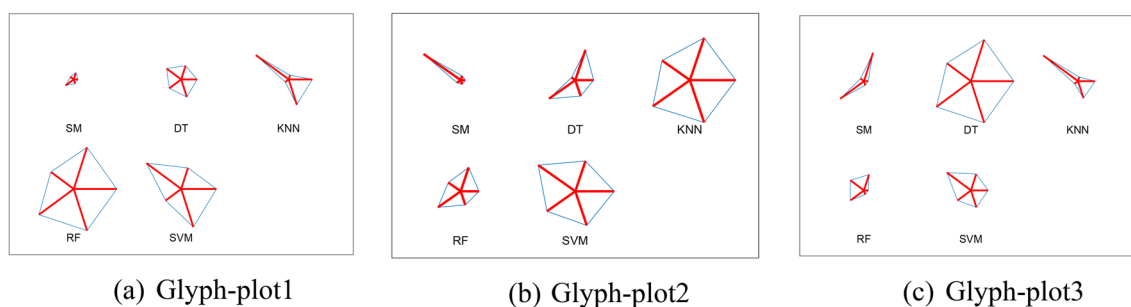 SM DT KNN
RF SVM
(a) Glyph-plot1
SM DT KNN
RF SVM
(b) Glyph-plot2
SM DT KNN
RF SVM
(c) Glyph-plot3